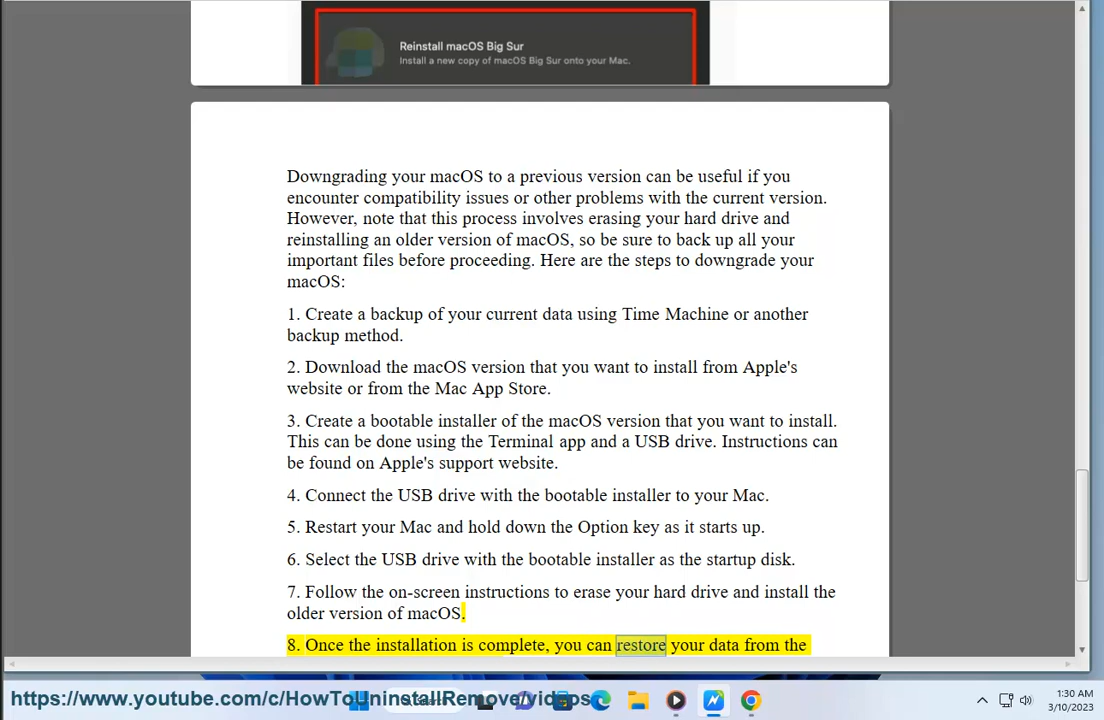 Reinstall macOS Big Sur
Install a new copy of macOS Big Sur onto your Mac.
Downgrading your macOS to a previous version can be useful if you
encounter compatibility issues or other problems with the current version.
However, note that this process involves erasing your hard drive and
reinstalling an older version of macOS, so be sure to back up all your
important files before proceeding. Here are the steps to downgrade your
macOS:
1. Create a backup of your current data using Time Machine or another
backup method.
2. Download the macOS version that you want to install from Apple's
website or from the Mac App Store.
3. Create a bootable installer of the macOS version that you want to install.
This can be done using the Terminal app and a USB drive. Instructions can
be found on Apple's support website.
4. Connect the USB drive with the bootable installer to your Mac.
5. Restart your Mac and hold down the Option key as it starts up.
6. Select the USB drive with the bootable installer as the startup disk.
7. Follow the on-screen instructions to erase your hard drive and install the
older version of macOS.
8. Once the installation is complete, you can restore your data from the
https://www.youtube.com/c/HowToUninstallRemove/videos
1:30 AM
3/10/2023